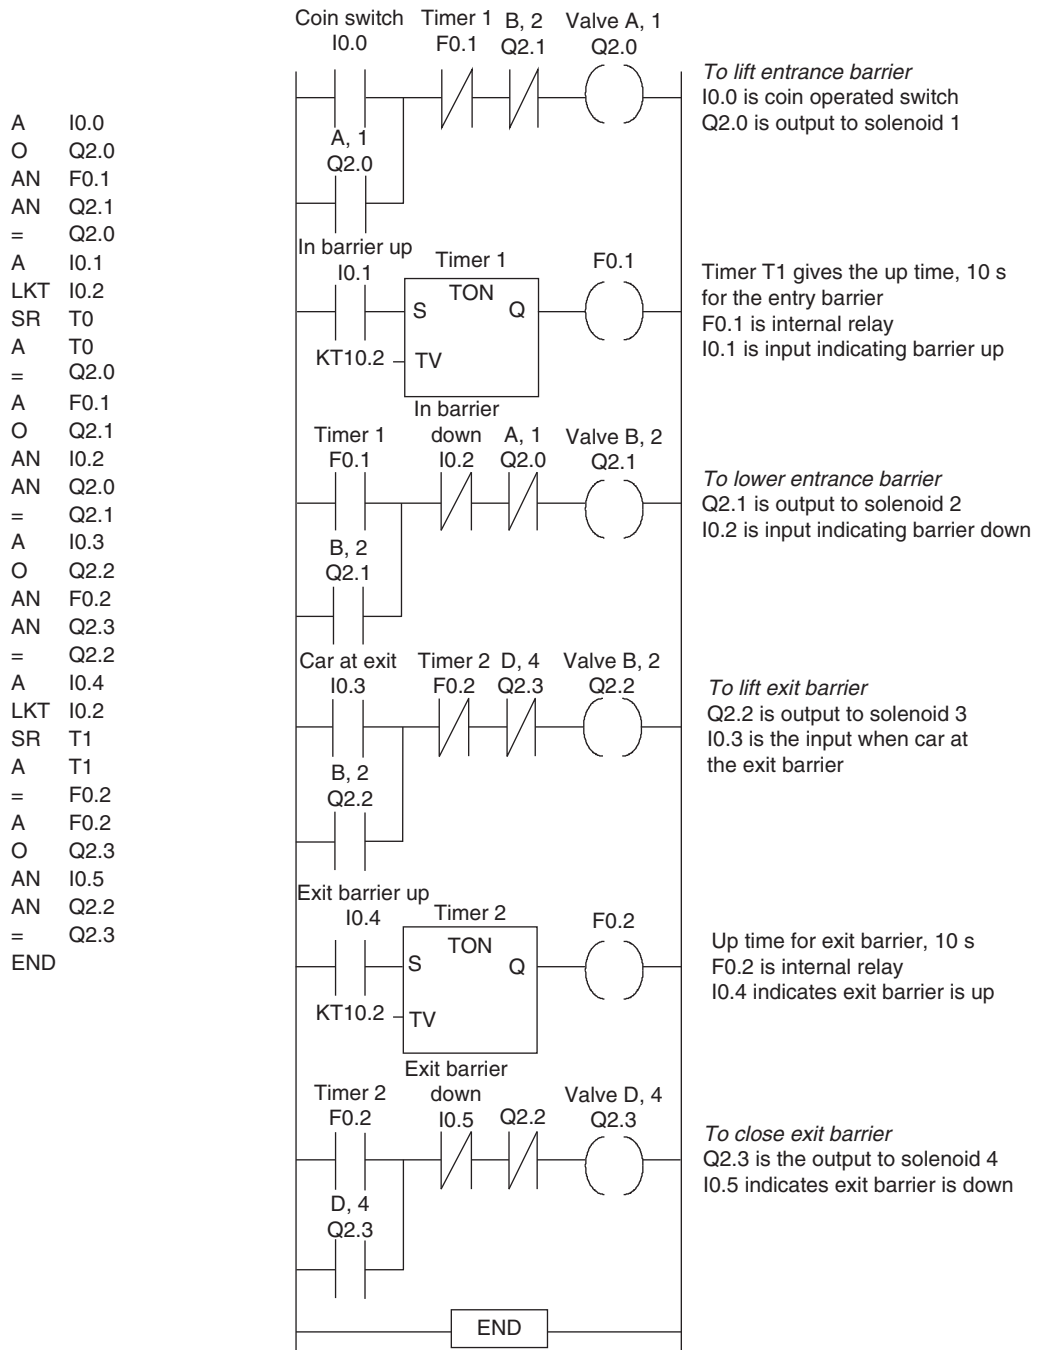 A I0.0
O Q2.0
AN F0.1
AN Q2.1
= Q2.0
A I0.1
LKT I0.2
SR T0
A T0
= Q2.0
A F0.1
O Q2.1
AN I0.2
AN Q2.0
= Q2.1
A I0.3
O Q2.2
AN F0.2
AN Q2.3
= Q2.2
A I0.4
LKT I0.2
SR T1
A T1
= F0.2
A F0.2
O Q2.3
AN I0.5
AN Q2.2
= Q2.3
END
Coin switch Timer 1 B, 2 Valve A, 1
I0.0 F0.1 Q2.1 Q2.0
A, 1
Q2.0
To lift entrance barrier
I0.0 is coin operated switch
Q2.0 is output to solenoid 1
In barrier up
I0.1 Timer 1 F0.1
TON
S Q
KT10.2 TV
Timer T1 gives the up time, 10 s
for the entry barrier
F0.1 is internal relay
I0.1 is input indicating barrier up
In barrier
Timer 1 down A, 1 Valve B, 2
F0.1 I0.2 Q2.0 Q2.1
B, 2
Q2.1
To lower entrance barrier
Q2.1 is output to solenoid 2
I0.2 is input indicating barrier down
Car at exit Timer 2 D, 4 Valve B, 2
I0.3 F0.2 Q2.3 Q2.2
B, 2
Q2.2
To lift exit barrier
Q2.2 is output to solenoid 3
I0.3 is the input when car at
the exit barrier
Exit barrier up
I0.4 Timer 2 F0.2
TON
S Q
KT10.2 TV
Up time for exit barrier, 10 s
F0.2 is internal relay
I0.4 indicates exit barrier is up
Exit barrier
Timer 2 down Valve D, 4
F0.2 I0.5 Q2.2 Q2.3
D, 4
Q2.3
To close exit barrier
Q2.3 is the output to solenoid 4
I0.5 indicates exit barrier is down
END